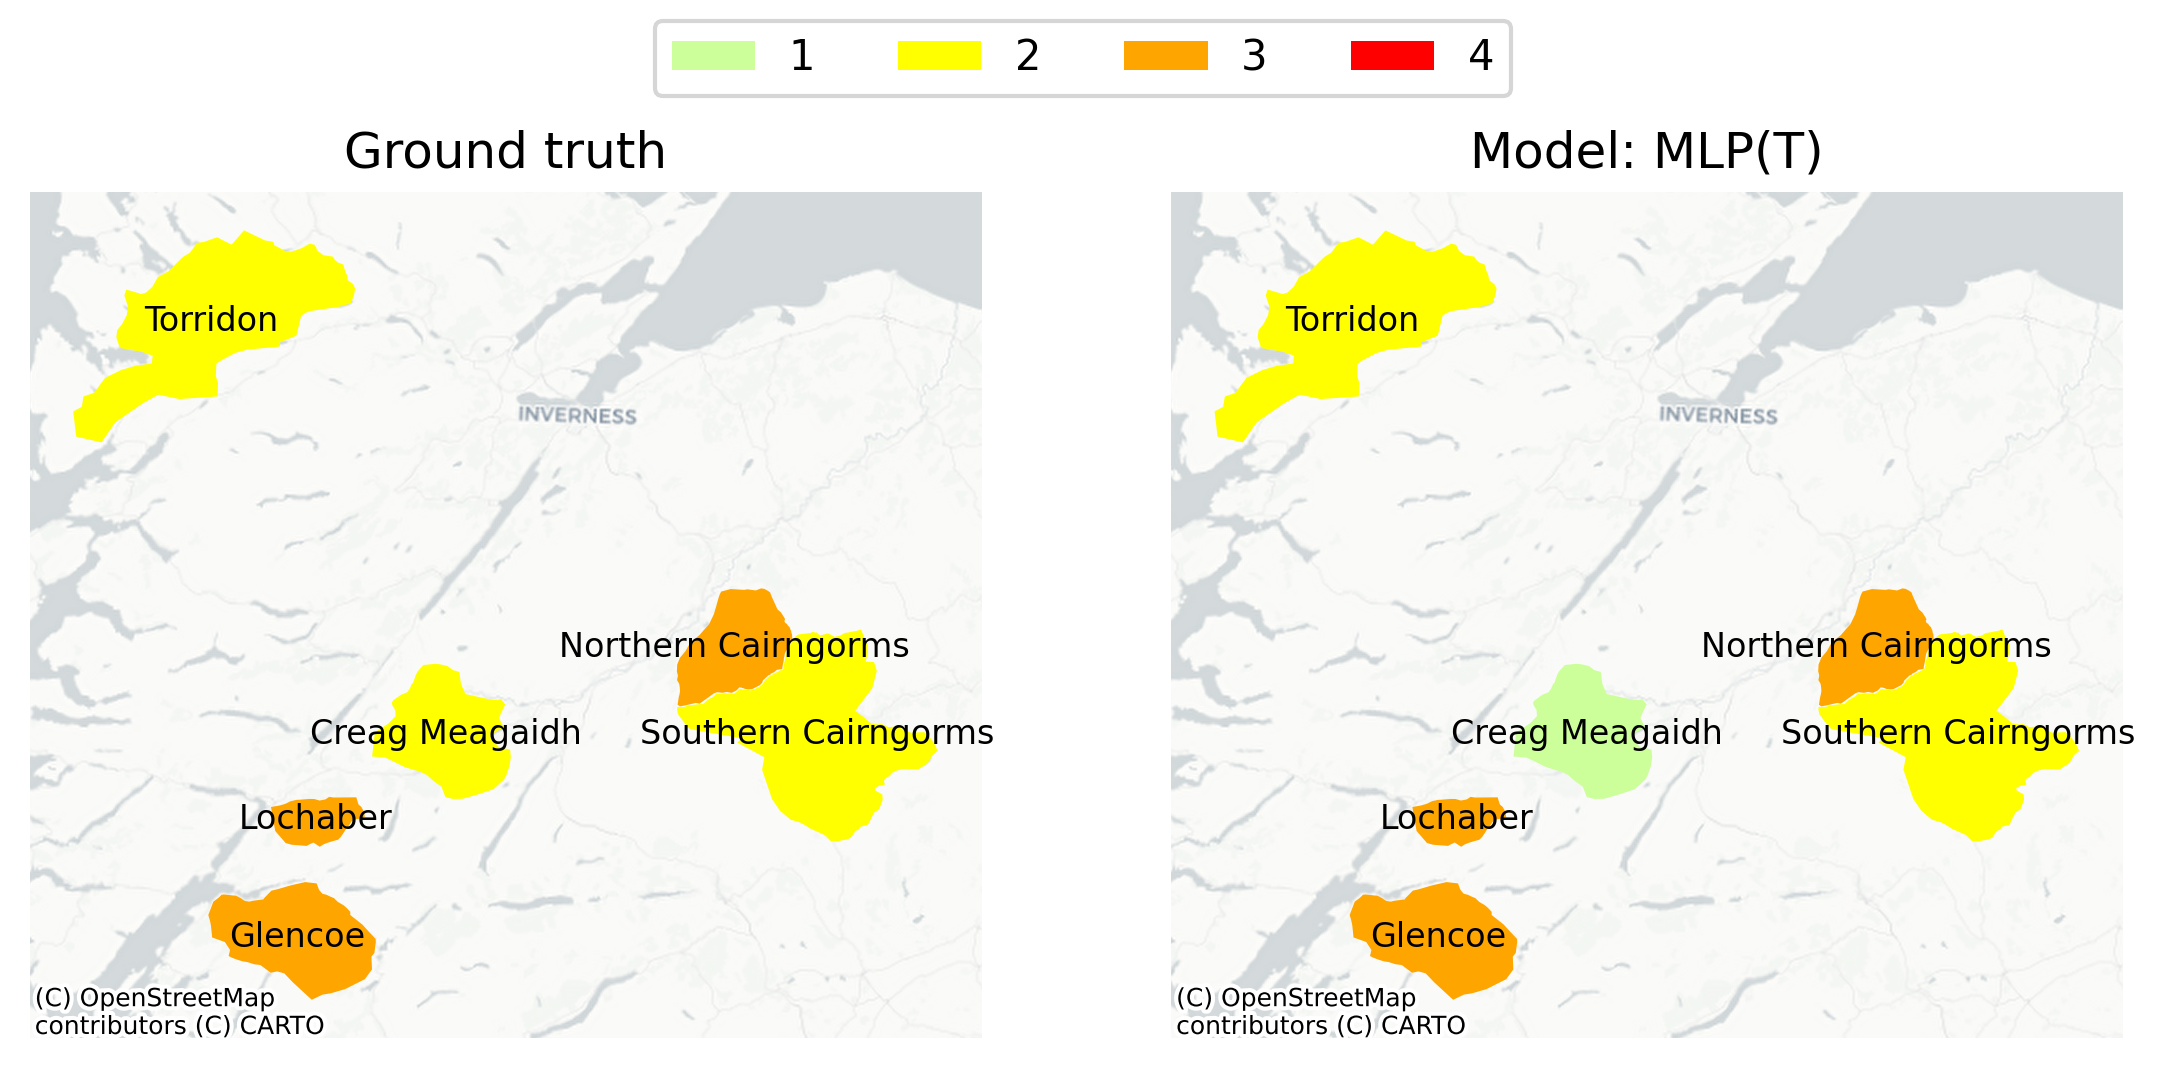 1 2 3 4
Ground truth
Model: MLP(T)
Torridon
INVERNESS
Northern Cairngorms
Creag Meagaidh
Southern Cairngorms
Lochaber
Glencoe
(C) OpenStreetMap
contributors (C) CARTO
Torridon
INVERNESS
Northern Cairngorms
Creag Meagaidh
Southern Cairngorms
Lochaber
Glencoe
(C) OpenStreetMap
contributors (C) CARTO